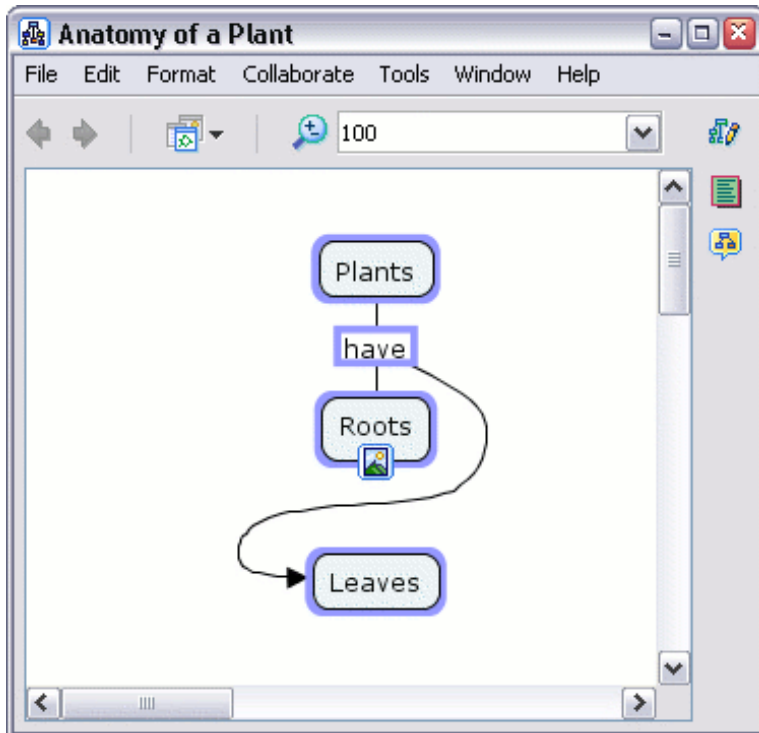 Anatomy of a Plant
File Edit Format Collaborate Tools Window Help
100
Plants
have
Roots
Leaves